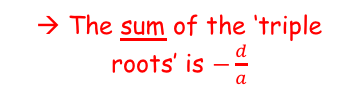 → The sum of the ‘triple
roots’ is −d/a